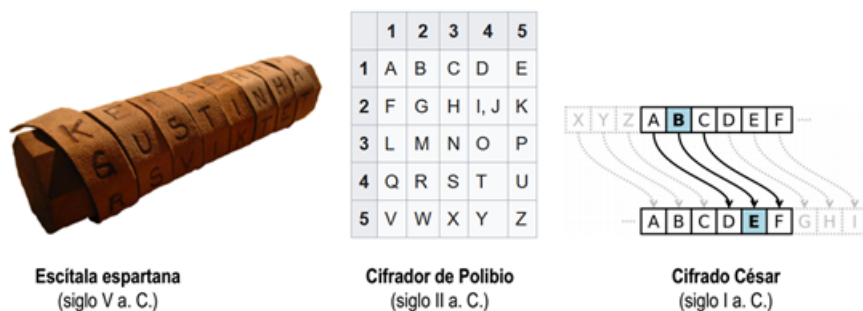 SUSTINHA
1 2 3 4 5
1 A B C D E
2 F G H I, J K
3 L M N O P
4 Q R S T U
5 V W X Y Z
X Y Z A B C D E F
A B C D E F G H I
Escítala espartana
(siglo V a. C.)
Cifrador de Polibio
(siglo II a. C.)
Cifrado César
(siglo I a. C.)